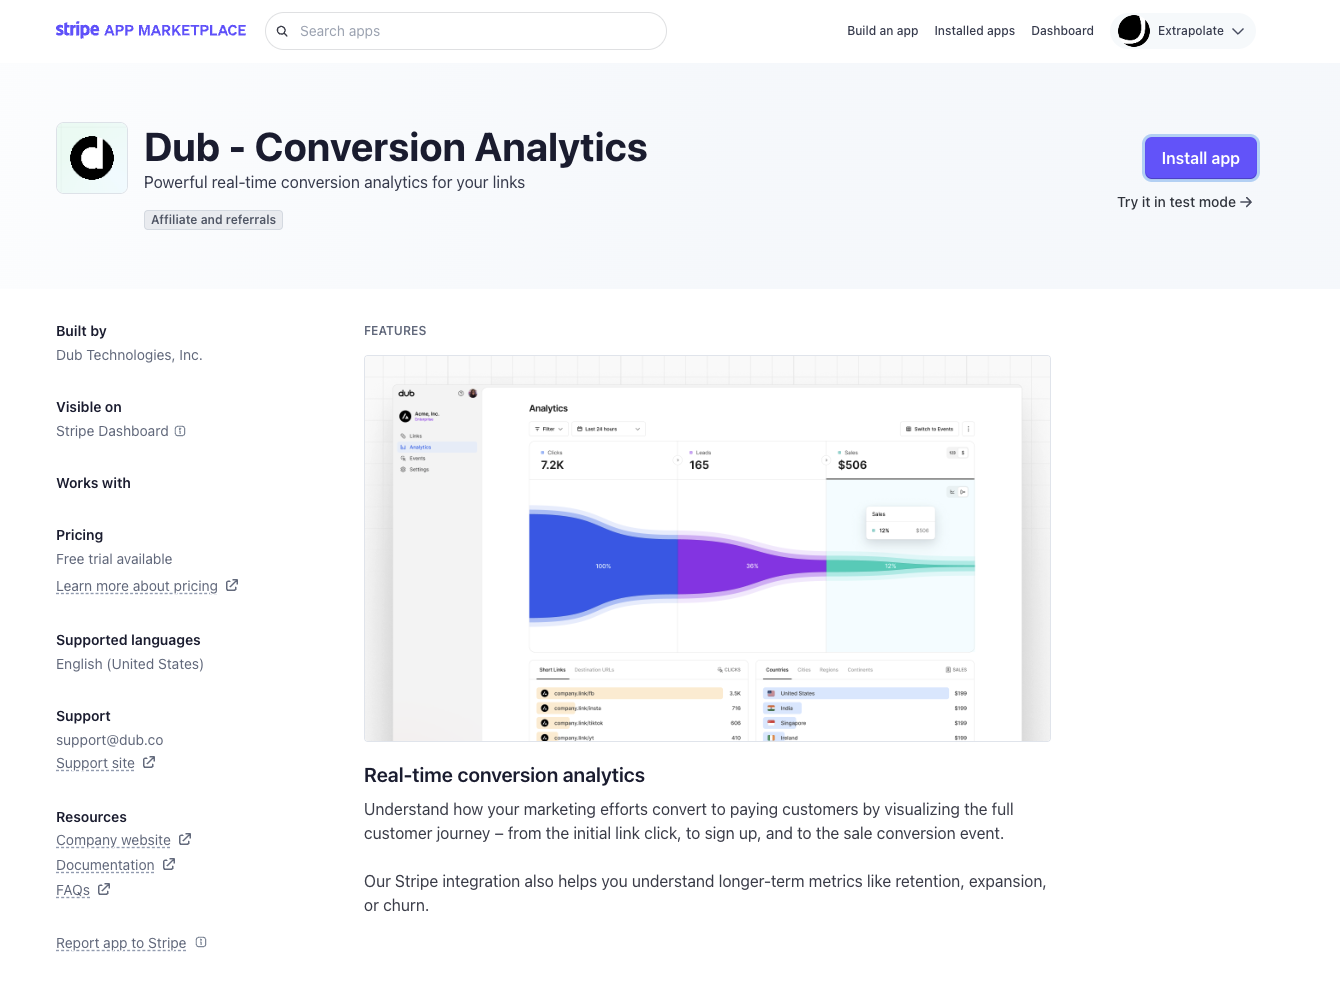 stripe APP MARKETPLACE
Search apps
Build an app
Installed apps
Dashboard
Extrapolate
Dub - Conversion Analytics
Powerful real-time conversion analytics for your links
Affiliate and referrals
Install app
Try it in test mode →
Built by
Dub Technologies, Inc.
Visible on
Stripe Dashboard
Works with
Pricing
Free trial available
Learn more about pricing
Supported languages
English (United States)
Support
support@dub.co
Support site
Resources
Company website
Documentation
FAQs
Report app to Stripe
FEATURES
dub
Acme, Inc.
Enterprise
Links
Analytics
Events
Settings
Analytics
Filter
Last 24 hours
Switch to Events
Clicks
7.2K
Leads
165
Sales
$506
Sales
12%
$506
100%
36%
12%
Short Links
Destination URLs
CLICKS
company.link/fb
3.5K
company.link/insta
716
company.link/tiktok
606
company.link/yt
410
Countries
Cities
Regions
Continents
SALES
United States
$199
India
$199
Singapore
$199
Ireland
$199
Real-time conversion analytics
Understand how your marketing efforts convert to paying customers by visualizing the full
customer journey – from the initial link click, to sign up, and to the sale conversion event.
Our Stripe integration also helps you understand longer-term metrics like retention, expansion,
or churn.